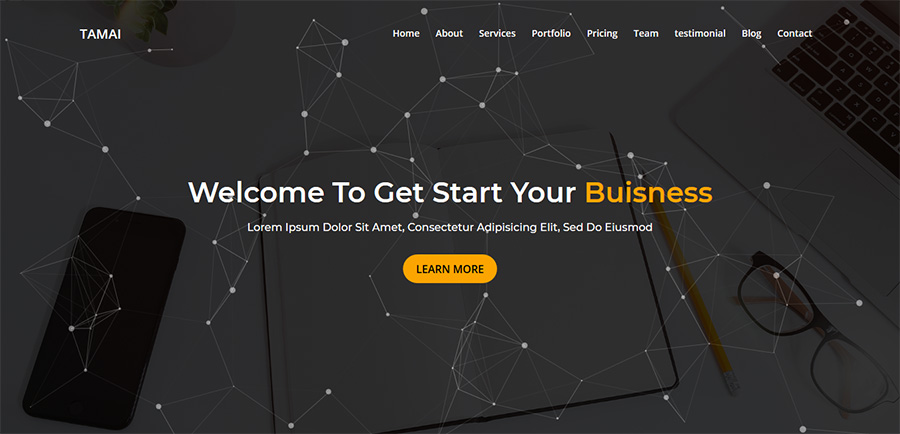 TAMAI Home About Services Portfolio Pricing Team testimonial Blog Contact
Welcome To Get Start Your Buisness
Lorem Ipsum Dolor Sit Amet, Consectetur Adipisicing Elit, Sed Do Eiusmod
LEARN MORE